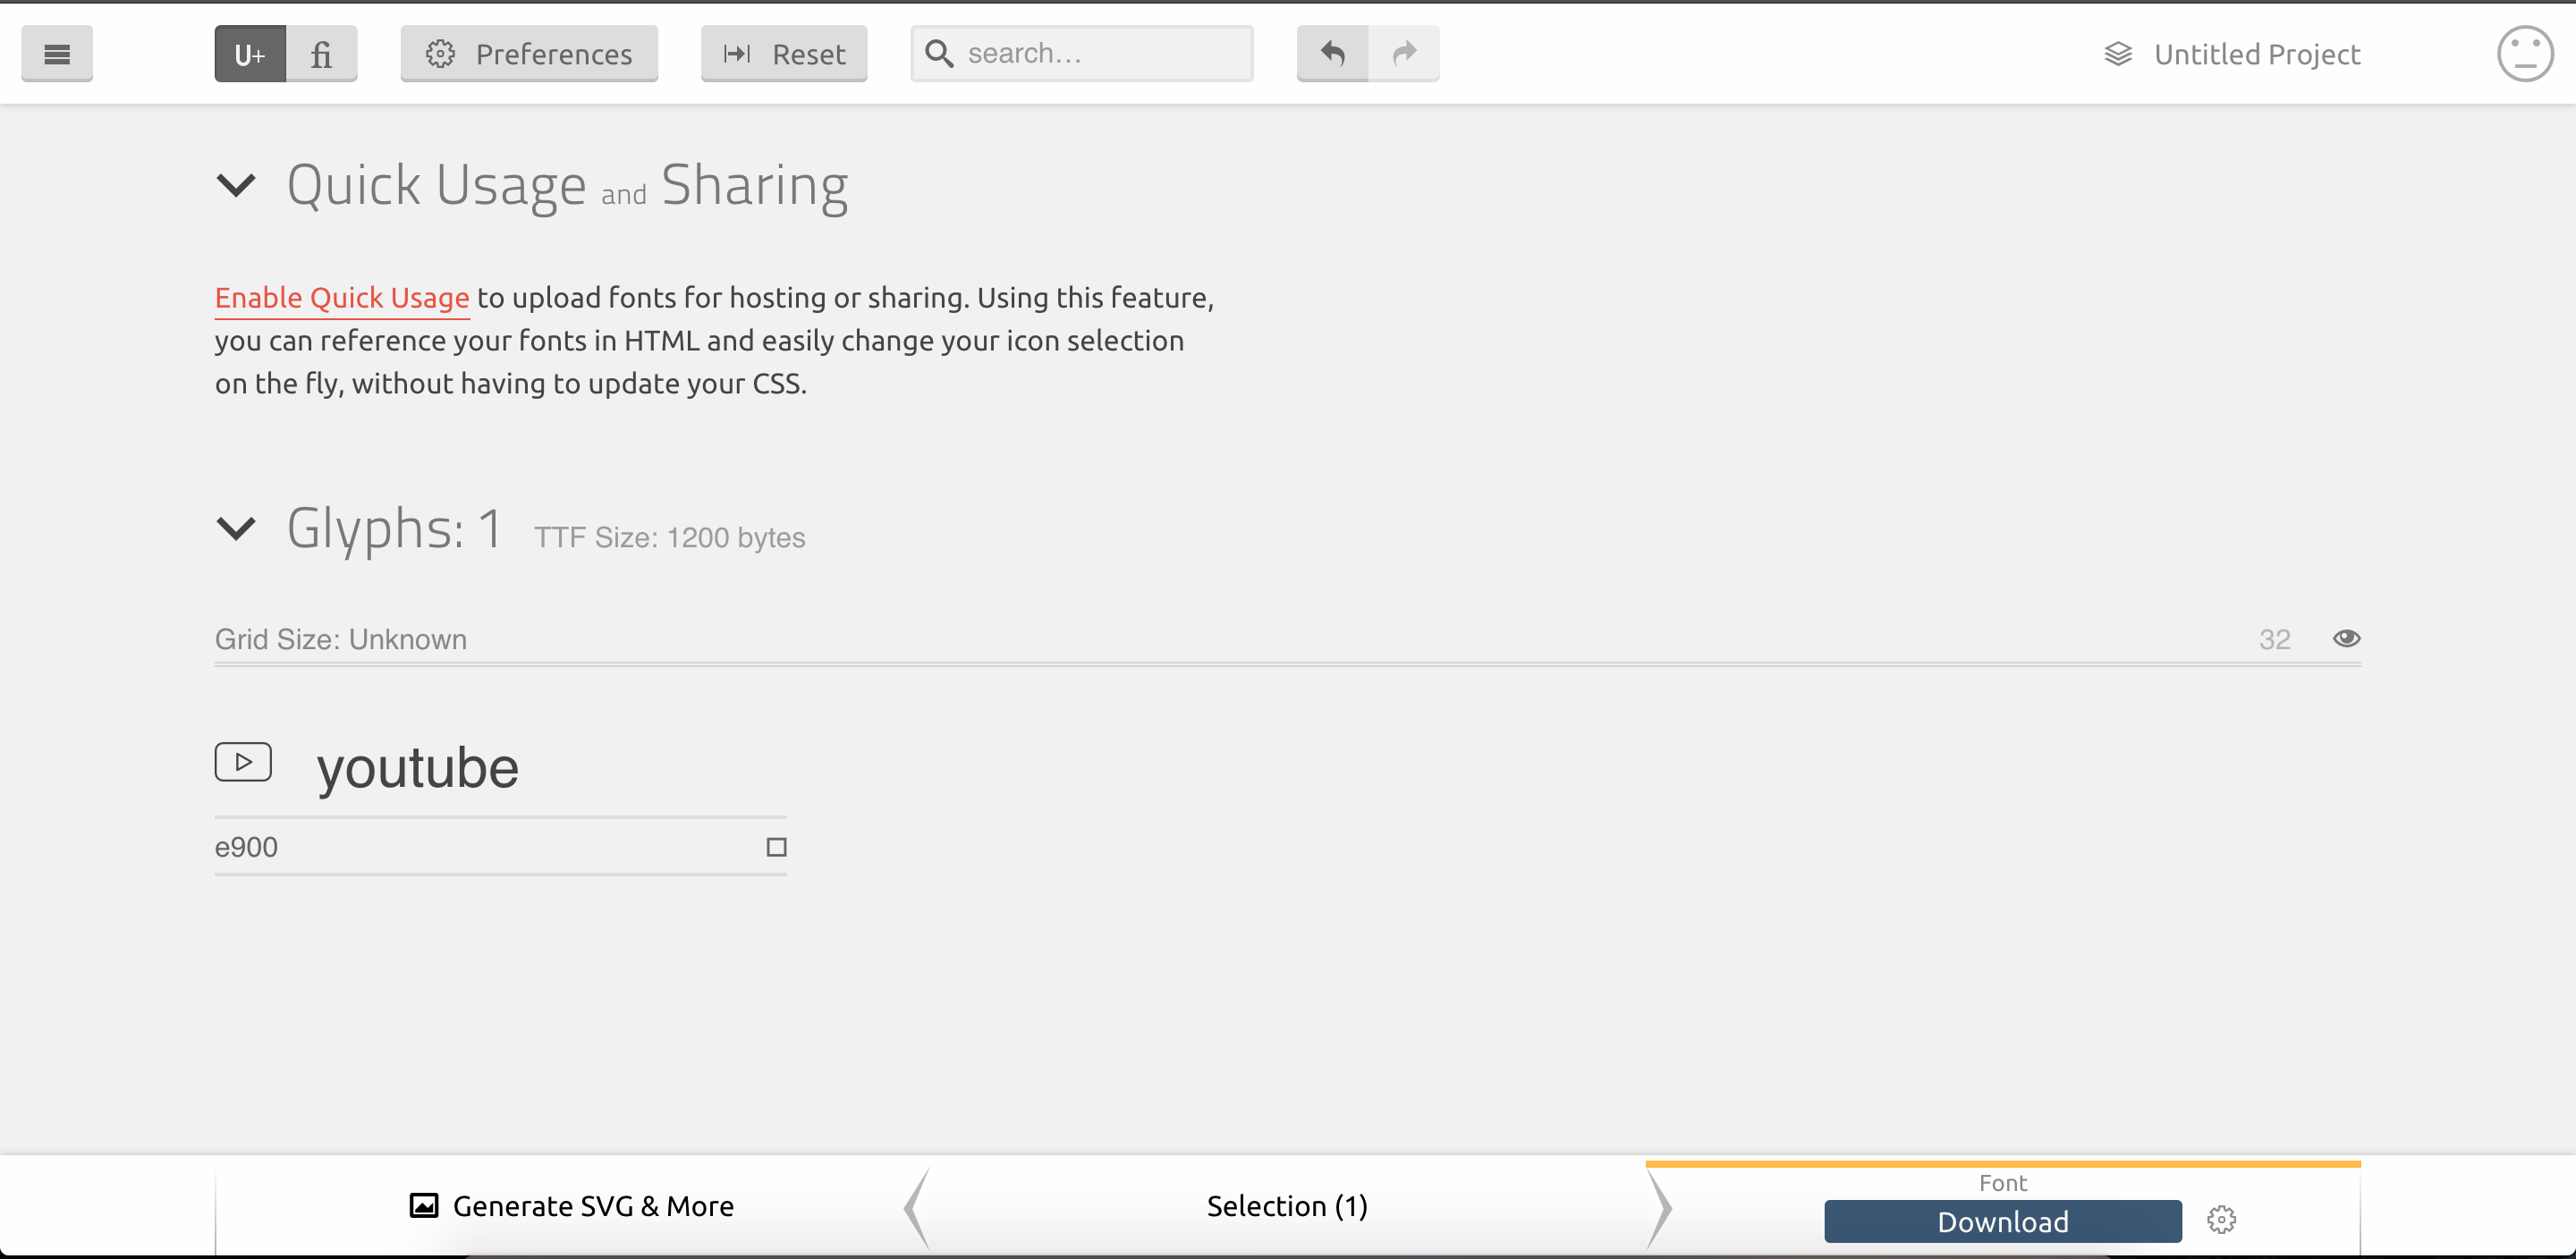 U+ fi Preferences Reset search... Untitled Project
Quick Usage and Sharing
Enable Quick Usage to upload fonts for hosting or sharing. Using this feature,
you can reference your fonts in HTML and easily change your icon selection
on the fly, without having to update your CSS.
Glyphs: 1 TTF Size: 1200 bytes
Grid Size: Unknown 32
youtube
e900
Generate SVG & More Selection (1) Font
Download